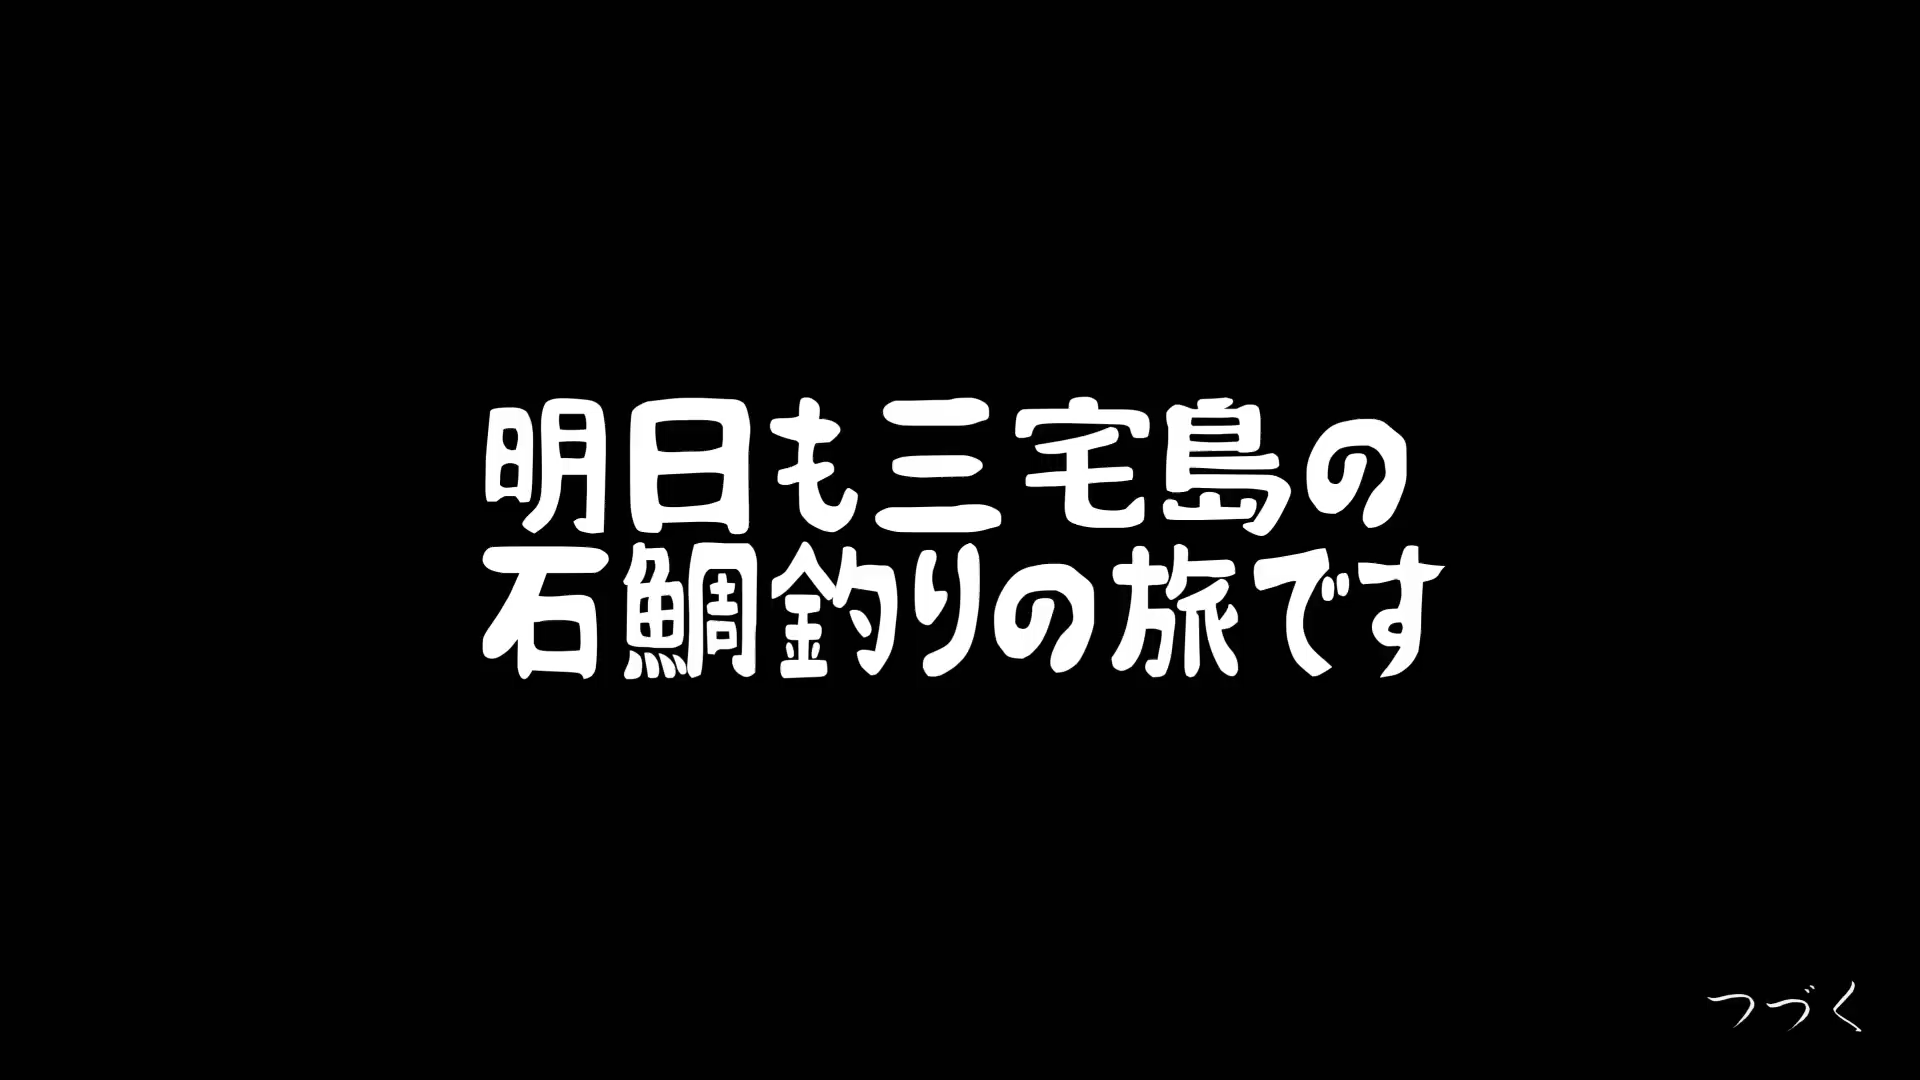 明日も三宅島の
石鯛釣りの旅です
つづく